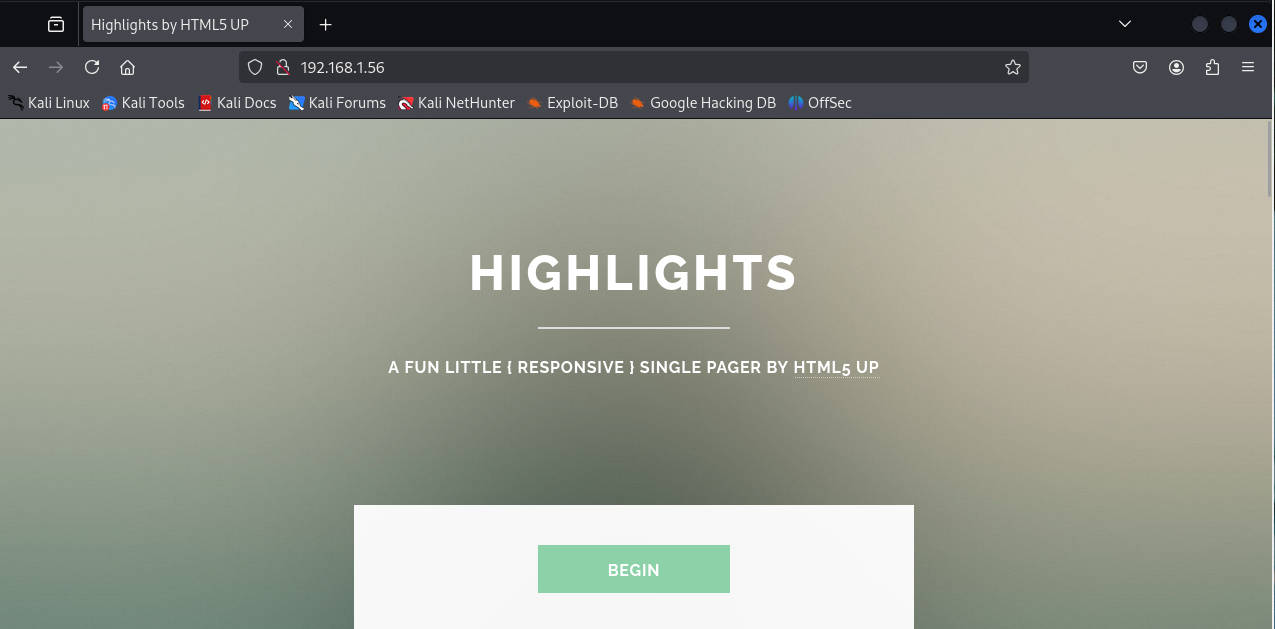 Highlights by HTML5 UP
192.168.1.56
Kali Linux Kali Tools Kali Docs Kali Forums Kali NetHunter Exploit-DB Google Hacking DB OffSec
HIGHLIGHTS
A FUN LITTLE { RESPONSIVE } SINGLE PAGER BY HTML5 UP
BEGIN